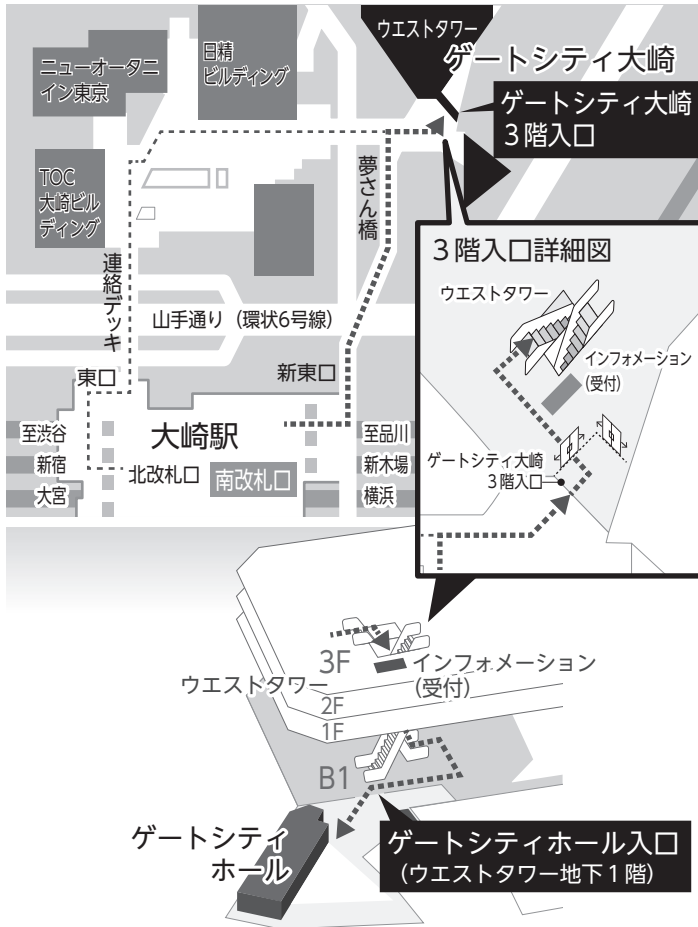 ウエストタワー
ゲートシティ大崎
ゲートシティ大崎
3階入口
ニューオータニ
イン東京
日精
ビルディング
TOC
大崎ビル
ディング
夢さん橋
連絡デッキ
山手通り（環状6号線）
東口
新東口
大崎駅
北改札口
南改札口
至渋谷
新宿
大宮
至品川
新木場
横浜
3階入口詳細図
ウエストタワー
インフォメーション
（受付）
ゲートシティ大崎
3階入口
3F
インフォメーション
（受付）
ウエストタワー
2F
1F
B1
ゲートシティ
ホール
ゲートシティホール入口
（ウエストタワー地下1階）